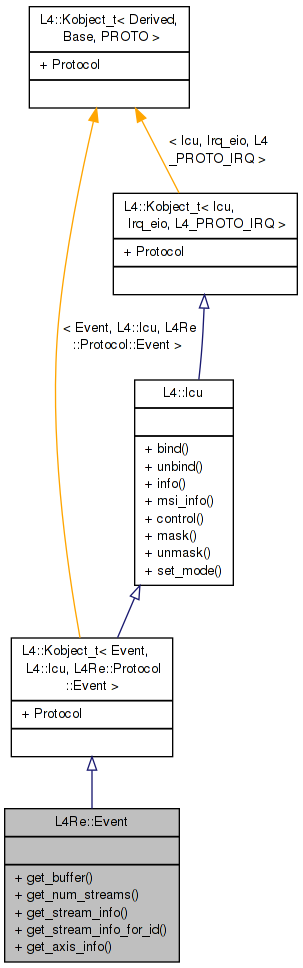 L4::Kobject_t< Derived,
Base, PROTO >
+ Protocol
< Icu, Irq_eio, L4
_PROTO_IRQ >
L4::Kobject_t< Icu,
Irq_eio, L4_PROTO_IRQ >
+ Protocol
< Event, L4::Icu, L4Re
::Protocol::Event >
L4::Icu
+ bind()
+ unbind()
+ info()
+ msi_info()
+ control()
+ mask()
+ unmask()
+ set_mode()
L4::Kobject_t< Event,
L4::Icu, L4Re::Protocol
::Event >
+ Protocol
L4Re::Event
+ get_buffer()
+ get_num_streams()
+ get_stream_info()
+ get_stream_info_for_id()
+ get_axis_info()